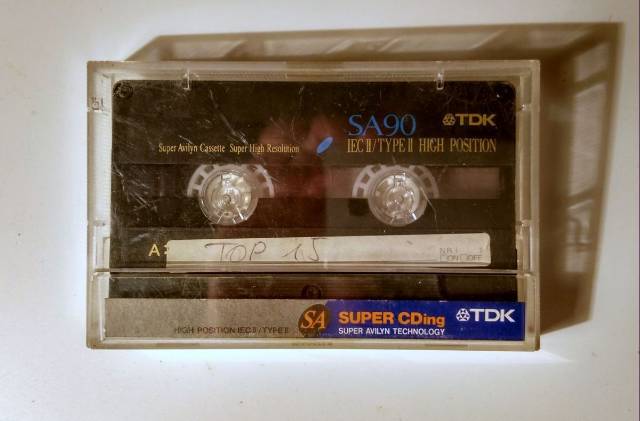 SA90 TDK
Super Avilyn Cassette Super High Resolution
IEC II/TYPE II HIGH POSITION
A
TOP 15
N.R.
ON OFF
HIGH POSITION IEC II/TYPE II
SA
SUPER CDing
SUPER AVILYN TECHNOLOGY
TDK